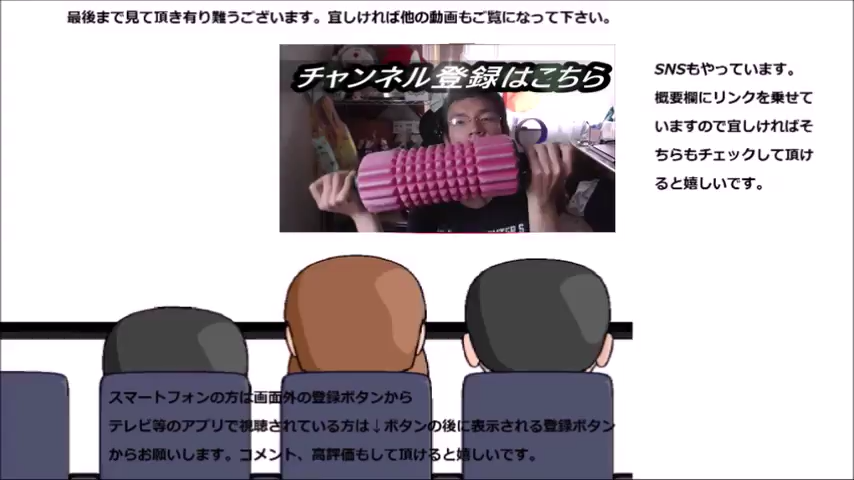 最後まで見て頂き有り難うございます。宜しければ他の動画もご覧になって下さい。
チャンネル登録はこちら
SNSもやっています。
概要欄にリンクを乗せて
いますので宜しければそ
ちらもチェックして頂け
ると嬉しいです。
スマートフォンの方は画面外の登録ボタンから
テレビ等のアプリで視聴されている方は↓ボタンの後に表示される登録ボタン
からお願いします。コメント、高評価もして頂けると嬉しいです。